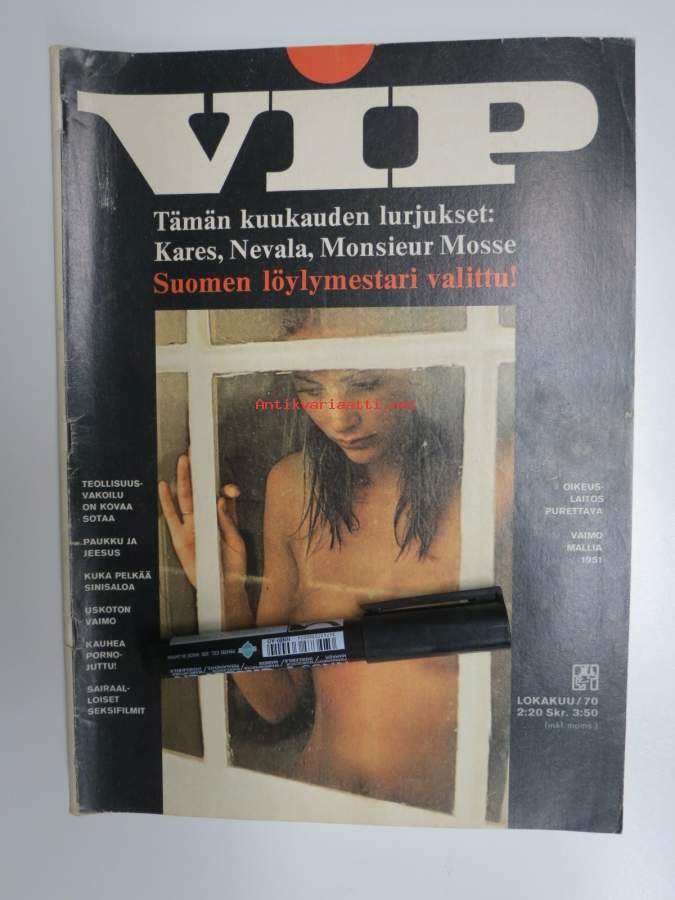 VIP
Tämän kuukauden lurjukset:
Kares, Nevala, Monsieur Mosse
Suomen löylymestari valittu!
Antikvariaatti.net
TEOLLISUUS-
VAKOILU
ON KOVAA
SOTAA
PAUKKU JA
JEESUS
KUKA PELKÄÄ
SINISALOA
USKOTON
VAIMO
KAUHEA
PORNO-
JUTTU!
SAIRAAL-
LOISET
SEKSIFILMIT
OIKEUS-
LAITOS
PURETTAVA
VAIMO
MALLIA
1951
LOKAKUU/70
2:20 Skr. 3:50
(inkl. moms.)